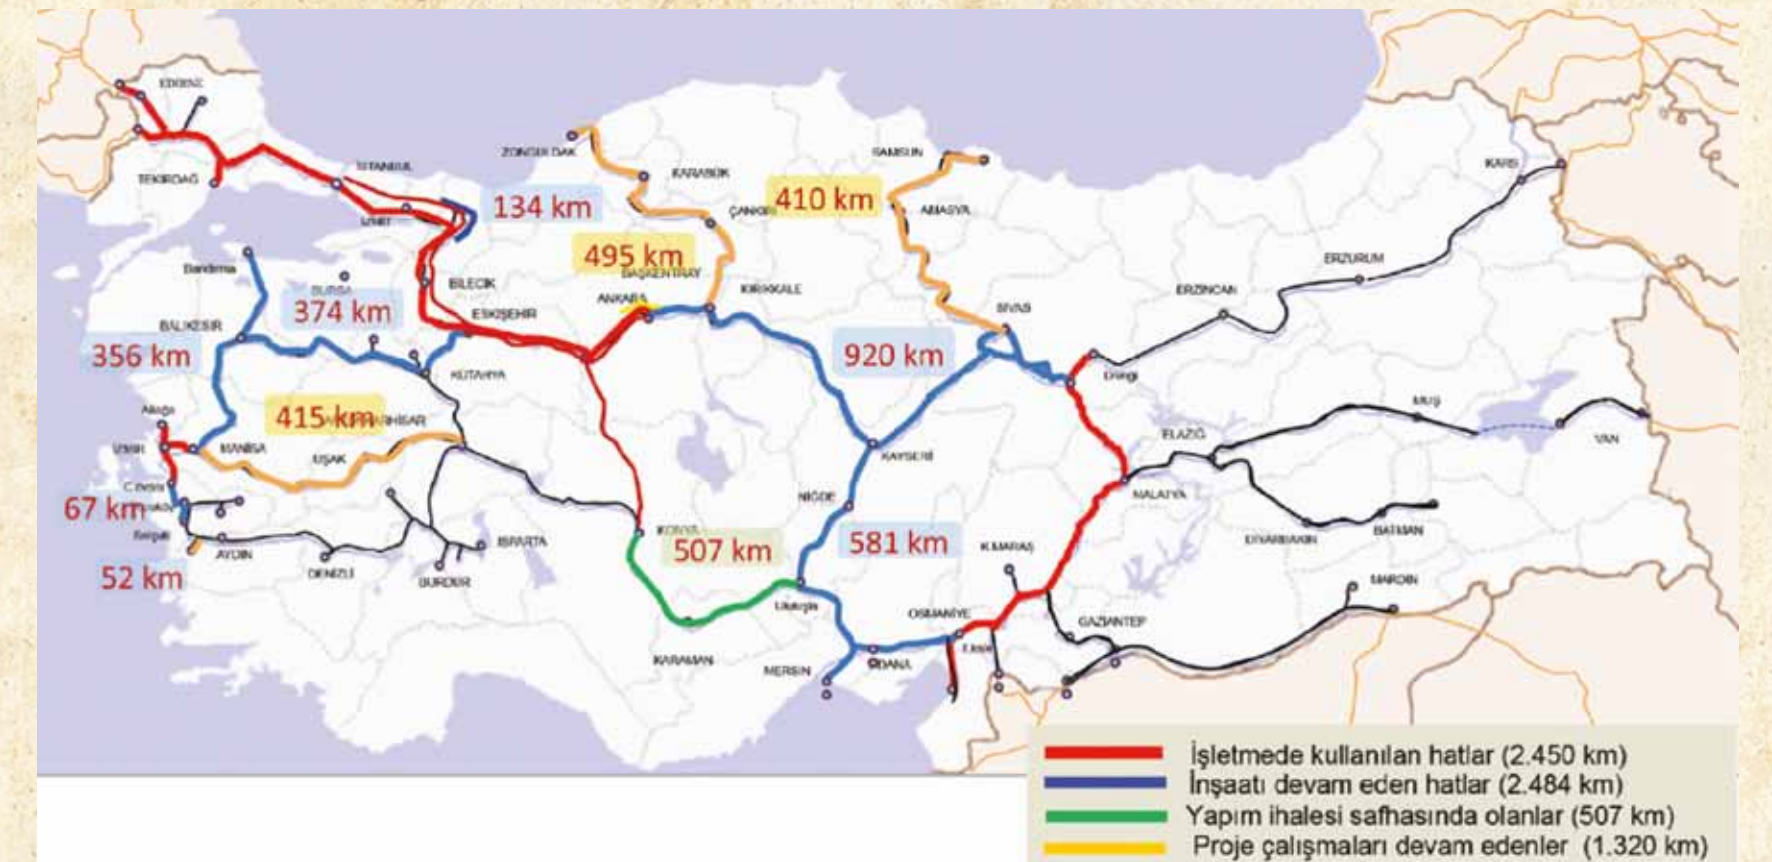 EDİRNE
TEKİRDAĞ
İSTANBUL
İZMİT
134 km
ZONGULDAK
KARABÜK
ÇANKIRI
495 km
BAŞKENTRAY
ANKARA
KIRIKKALE
SAMSUN
410 km
AMASYA
KARS
ERZURUM
ERZİNCAN
SİVAS
Bandırma
BURSA
374 km
BİLECİK
ESKİŞEHİR
BALIKESİR
356 km
KÜTAHYA
920 km
MUŞ
VAN
Aliağa
415 km
İZMİR
MANİSA
UŞAK
KAYSERİ
ELAZIĞ
MALATYA
67 km
NİĞDE
581 km
KONYA
507 km
K.MARAŞ
DİYARBAKIR
BATMAN
AYDIN
52 km
DENİZLİ
BURDUR
ISPARTA
Ulukışla
MARDİN
OSMANİYE
GAZİANTEP
KARAMAN
MERSİN
ADANA
İşletmede kullanılan hatlar (2.450 km)
İnşaatı devam eden hatlar (2.484 km)
Yapım ihalesi safhasında olanlar (507 km)
Proje çalışmaları devam edenler (1.320 km)